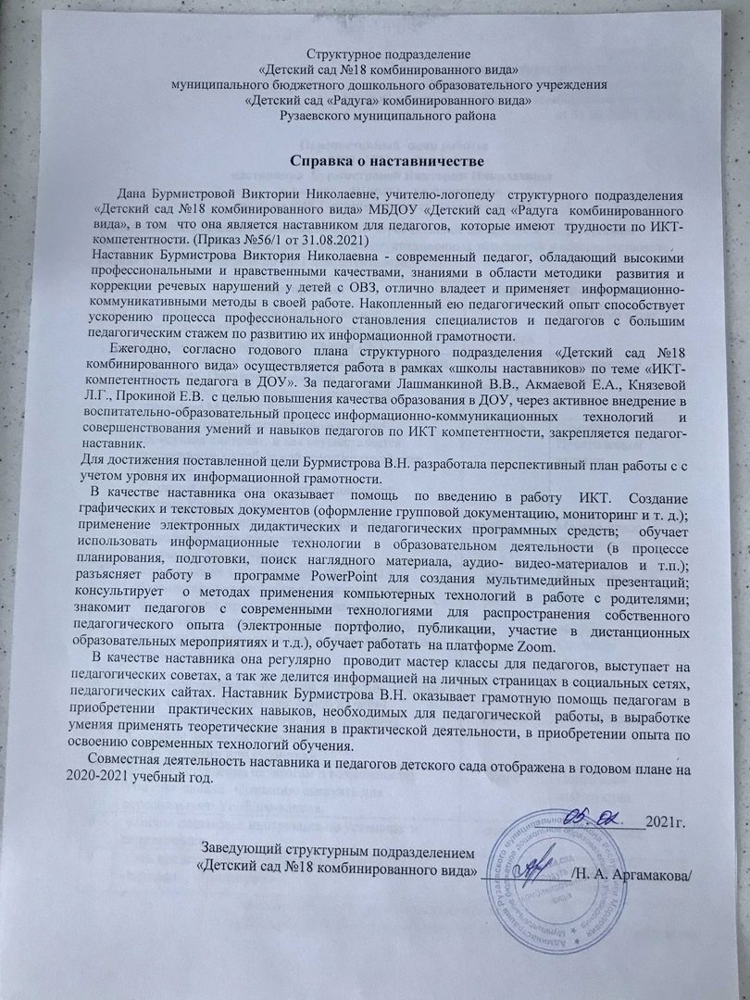 Структурное подразделение
«Детский сад №18 комбинированного вида»
муниципального бюджетного дошкольного образовательного учреждения
«Детский сад «Радуга» комбинированного вида»
Рузаевского муниципального района
Справка о наставничестве
Дана Бурмистровой Виктории Николаевне, учителю-логопеду структурного подразделения
«Детский сад №18 комбинированного вида» МБДОУ «Детский сад «Радуга комбинированного
вида», в том что она является наставником для педагогов, которые имеют трудности по ИКТ-
компетентности. (Приказ №56/1 от 31.08.2021)
Наставник Бурмистрова Виктория Николаевна - современный педагог, обладающий высокими
профессиональными и нравственными качествами, знаниями в области методики развития и
коррекции речевых нарушений у детей с ОВЗ, отлично владеет и применяет информационно-
коммуникативными методы в своей работе. Накопленный ею педагогический опыт способствует
ускорению процесса профессионального становления специалистов и педагогов с большим
педагогическим стажем по развитию их информационной грамотности.
Ежегодно, согласно годового плана структурного подразделения «Детский сад №18
комбинированного вида» осуществляется работа в рамках «школы наставников» по теме «ИКТ-
компетентность педагога в ДОУ». За педагогами Лашманкиной В.В., Акмаевой Е.А., Князевой
Л.Г., Прокиной Е.В. с целью повышения качества образования в ДОУ, через активное внедрение в
воспитательно-образовательный процесс информационно-коммуникационных технологий и
совершенствования умений и навыков педагогов по ИКТ компетентности, закрепляется педагог-
наставник.
Для достижения поставленной цели Бурмистрова В.Н. разработала перспективный план работы с с
учетом уровня их информационной грамотности.
В качестве наставника она оказывает помощь по введению в работу ИКТ. Создание
графических и текстовых документов (оформление групповой документацию, мониторинг и т. д.);
применение электронных дидактических и педагогических программных средств; обучает
использовать информационные технологии в образовательном деятельности (в процессе
планирования, подготовки, поиск наглядного материала, аудио- видео-материалов и т.п.);
разъясняет работу в программе PowerPoint для создания мультимедийных презентаций;
консультирует о методах применения компьютерных технологий в работе с родителями;
знакомит педагогов с современными технологиями для распространения собственного
педагогического опыта (электронные портфолио, публикации, участие в дистанционных
образовательных мероприятиях и т.д.), обучает работать на платформе Zoom.
В качестве наставника она регулярно проводит мастер классы для педагогов, выступает на
педагогических советах, а так же делится информацией на личных страницах в социальных сетях,
педагогических сайтах. Наставник Бурмистрова В.Н. оказывает грамотную помощь педагогам в
приобретении практических навыков, необходимых для педагогической работы, в выработке
умения применять теоретические знания в практической деятельности, в приобретении опыта по
освоению современных технологий обучения.
Совместная деятельность наставника и педагогов детского сада отображена в годовом плане на
2020-2021 учебный год.
05.02. 2021г.
Заведующий структурным подразделением
«Детский сад №18 комбинированного вида» /Н. А. Аргамакова/